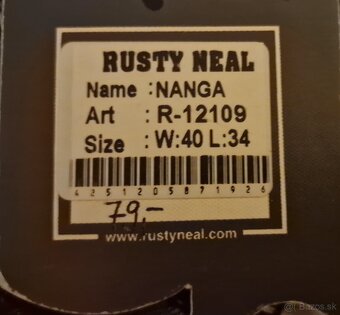 RUSTY NEAL
Name : NANGA
Art : R-12109
Size : W:40 L:34
4251205871926
79,-
www.rustyneal.com
Bazos.sk